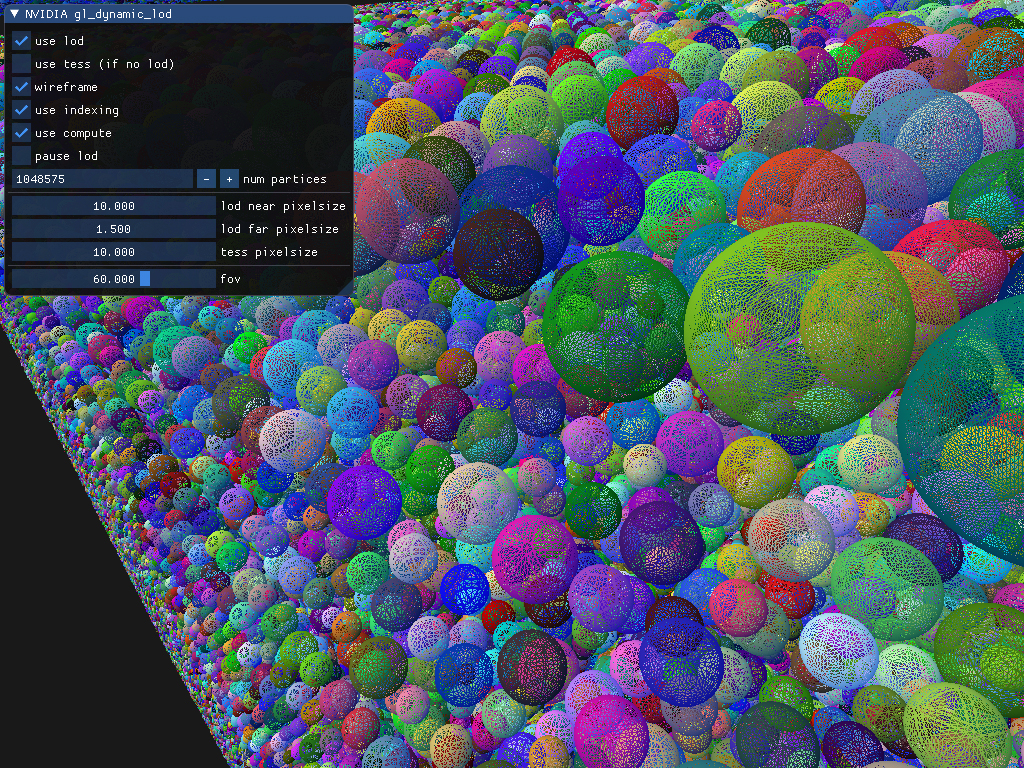 NVIDIA gl_dynamic_lod
use lod
use tess (if no lod)
wireframe
use indexing
use compute
pause lod
1048575 - + num partices
10.000 lod near pixelsize
1.500 lod far pixelsize
10.000 tess pixelsize
60.000 fov